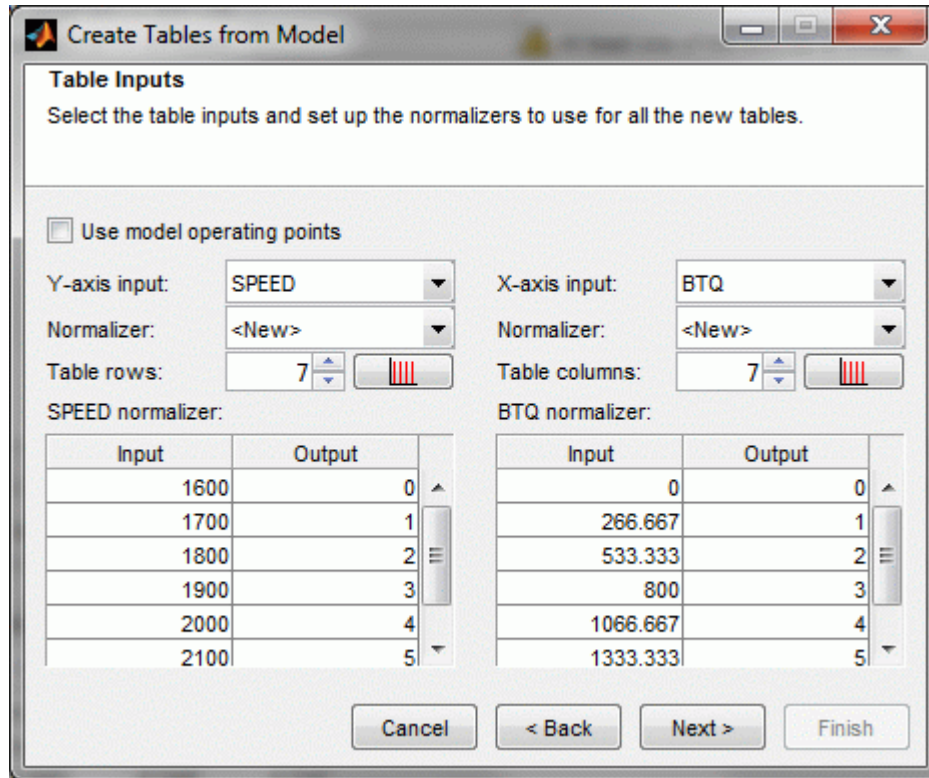 Create Tables from Model
Table Inputs
Select the table inputs and set up the normalizers to use for all the new tables.
Use model operating points
Y-axis input: SPEED X-axis input: BTQ
Normalizer: <New> Normalizer: <New>
Table rows: 7 Table columns: 7
SPEED normalizer: BTQ normalizer:
Input Output Input Output
1600 0 0 0
1700 1 266.667 1
1800 2 533.333 2
1900 3 800 3
2000 4 1066.667 4
2100 5 1333.333 5
Cancel < Back Next > Finish